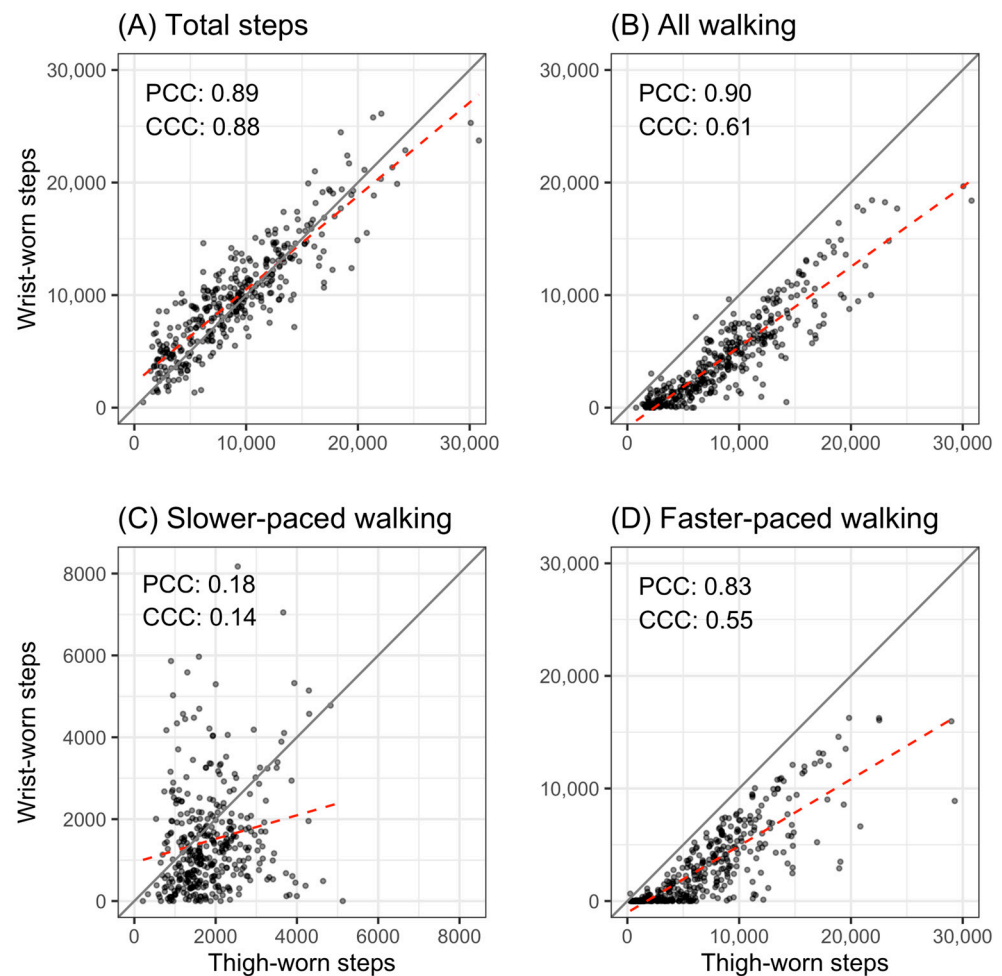 (A) Total steps
(B) All walking
PCC: 0.89
CCC: 0.88
30,000
20,000
10,000
0
Wrist-worn steps
0 10,000 20,000 30,000
PCC: 0.90
CCC: 0.61
30,000
20,000
10,000
0
0 10,000 20,000 30,000
(C) Slower-paced walking
(D) Faster-paced walking
PCC: 0.18
CCC: 0.14
8000
6000
4000
2000
0
Wrist-worn steps
0 2000 4000 6000 8000
Thigh-worn steps
PCC: 0.83
CCC: 0.55
30,000
20,000
10,000
0
0 10,000 20,000 30,000
Thigh-worn steps